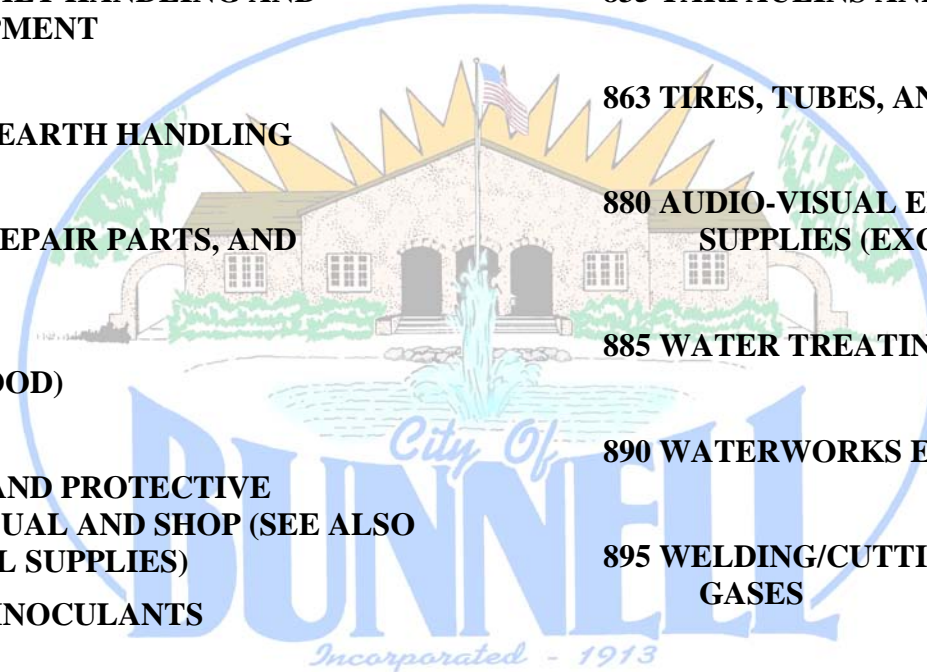 PMENT
EARTH HANDLING
EPAIR PARTS, AND
OOD)
AND PROTECTIVE
UAL AND SHOP (SEE ALSO
L SUPPLIES)
INOCULANTS
863 TIRES, TUBES, AN
880 AUDIO-VISUAL E
SUPPLIES (EXC
885 WATER TREATIN
890 WATERWORKS E
895 WELDING/CUTTI
GASES
City Of
BUNNELL
Incorporated - 1913